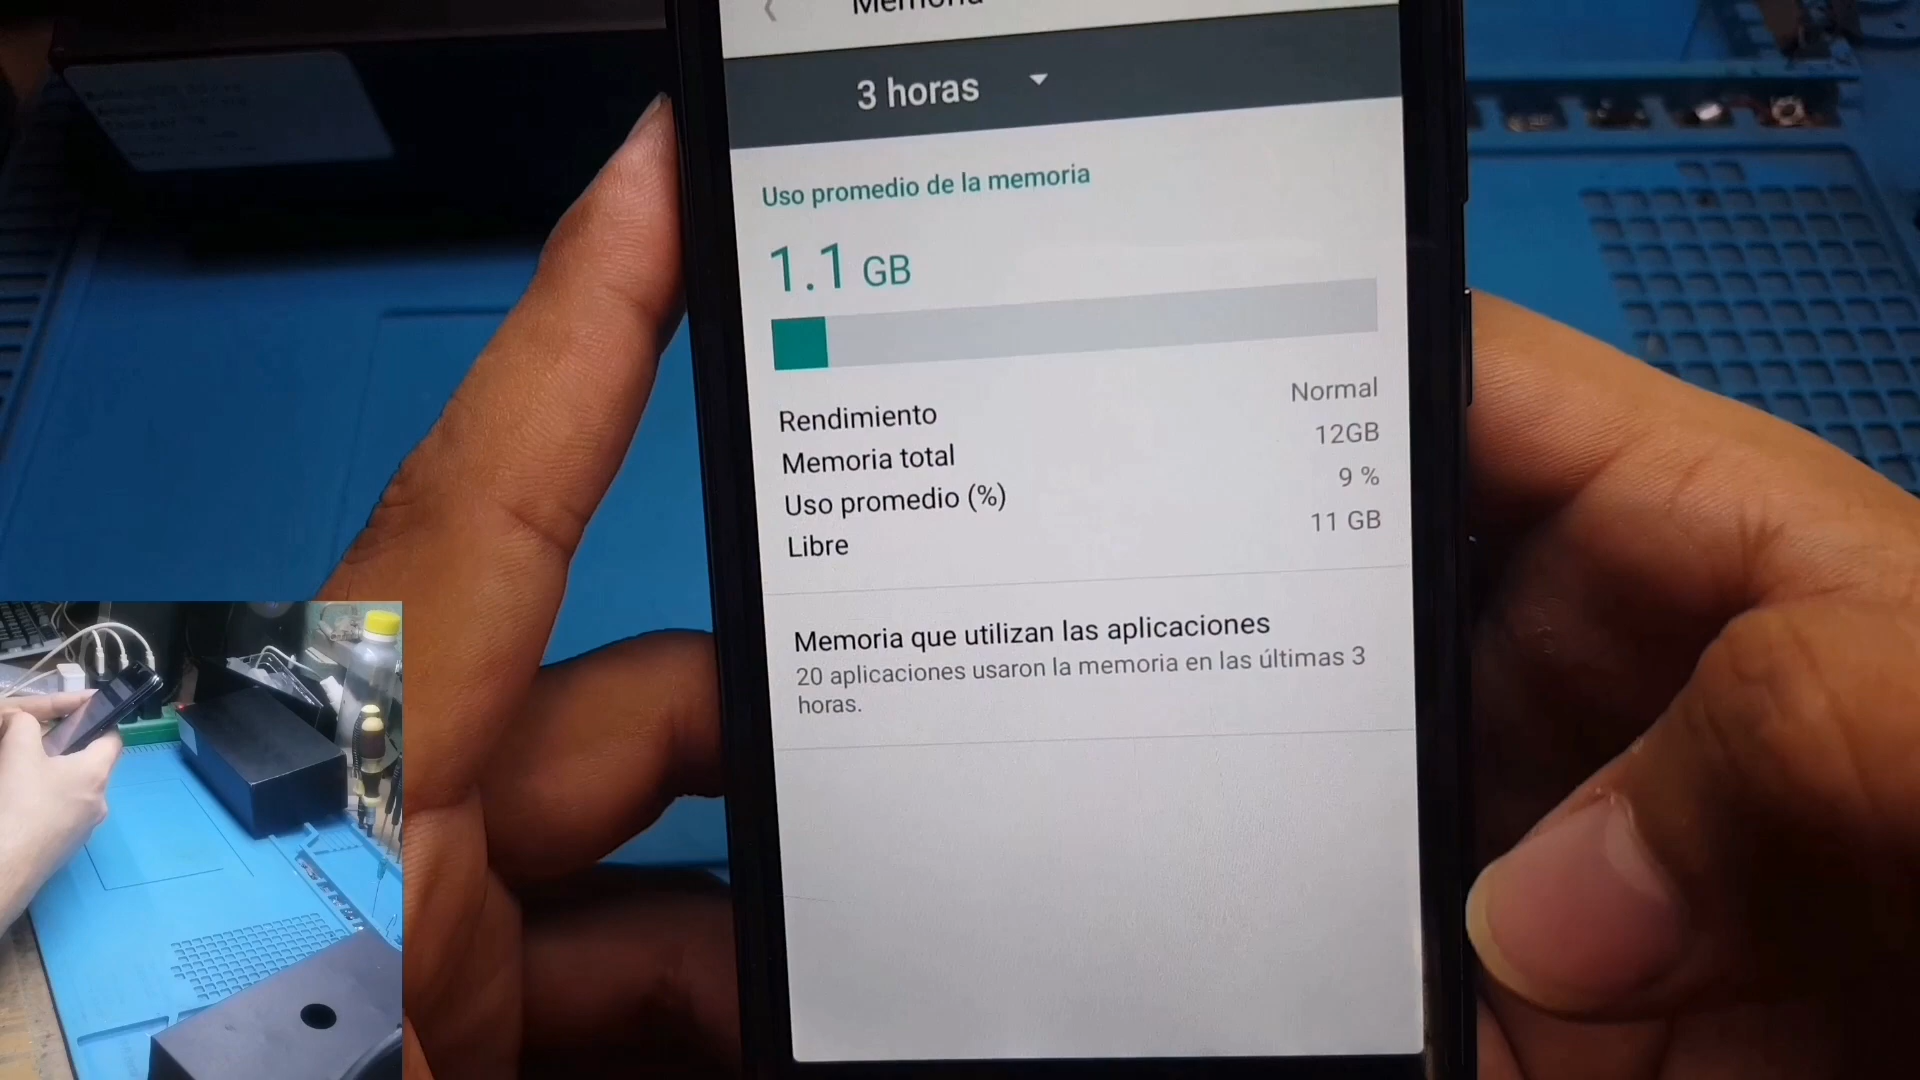 Memoria
3 horas
Uso promedio de la memoria
1.1 GB
Rendimiento Normal
Memoria total 12GB
Uso promedio (%) 9 %
Libre 11 GB
Memoria que utilizan las aplicaciones
20 aplicaciones usaron la memoria en las últimas 3
horas.